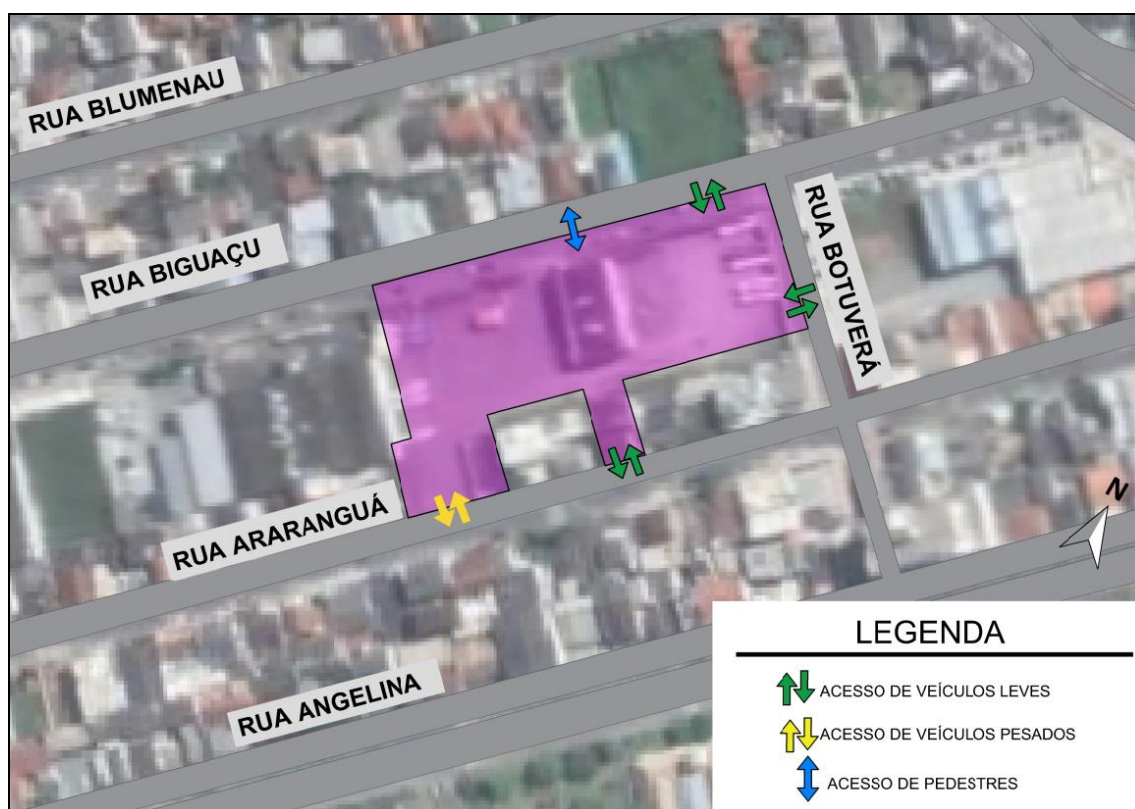 RUA BLUMENAU
RUA BIGUAÇU
RUA BOTUVERÁ
RUA ARARANGUÁ
RUA ANGELINA
N
LEGENDA
ACESSO DE VEÍCULOS LEVES
ACESSO DE VEÍCULOS PESADOS
ACESSO DE PEDESTRES